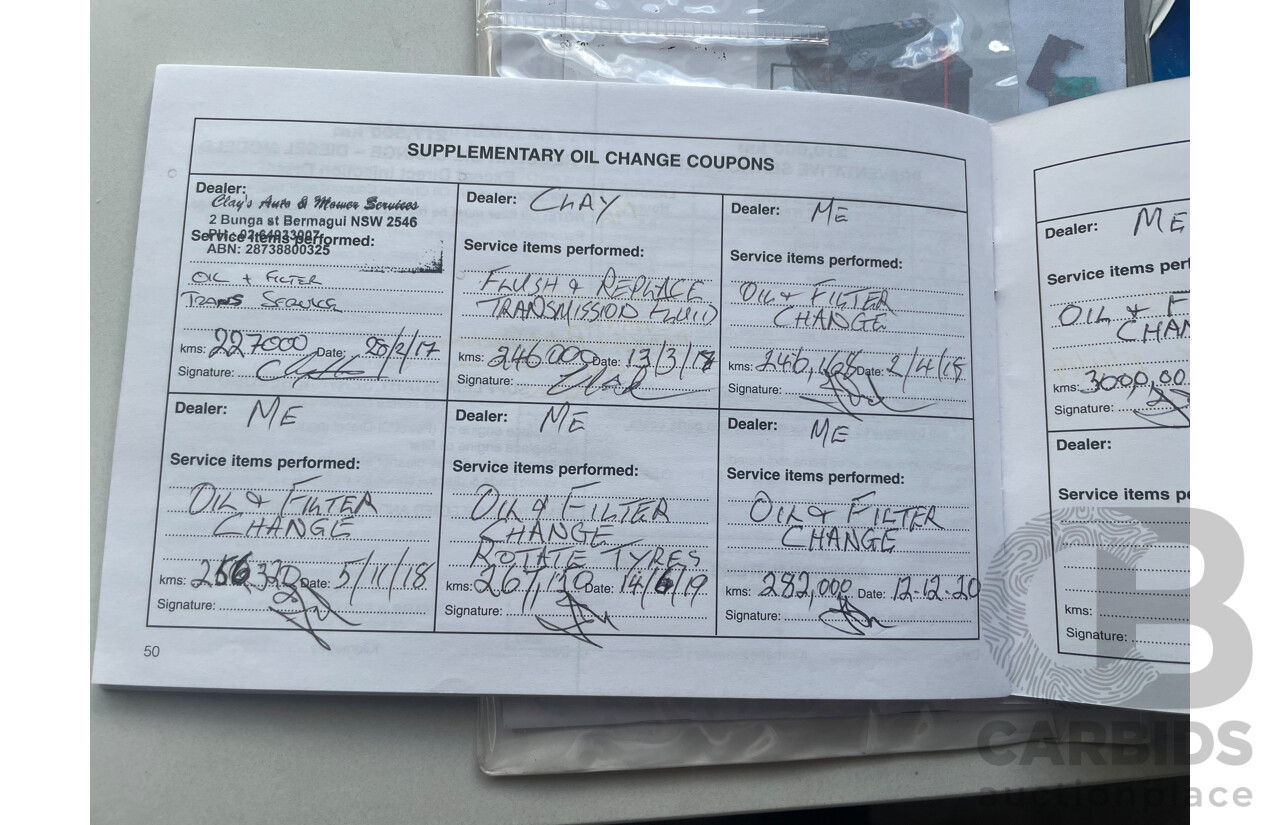 SUPPLEMENTARY OIL CHANGE COUPONS
Dealer:
Clay's Auto & Mower Services
2 Bunga st Bermagui NSW 2546
PH: 02 64933007
Service items performed:
ABN: 28738800325
OIL + FILTER
TRANS SERVICE
kms: 227000 Date: 20/2/17
Signature:
Dealer: CLAY
Service items performed:
FLUSH & REPLACE
TRANSMISSION FLUID
kms: 246000 Date: 13/3/18
Signature:
Dealer: ME
Service items performed:
OIL & FILTER
CHANGE
kms: 246,168 Date: 2/4/18
Signature:
Dealer: ME
Service items performed:
OIL & FILTER
CHANGE
kms: Date: 5/11/18
Signature:
Dealer: ME
Service items performed:
OIL & FILTER
CHANGE
ROTATE TYRES
kms: 267,120 Date: 14/6/19
Signature:
Dealer: ME
Service items performed:
OIL & FILTER
CHANGE
kms: 282,000 Date: 12-12-20
Signature:
50
Dealer: ME
Service items perf
OIL & F
CHAN
kms: 3000,00
Signature:
Dealer:
Service items p
kms:
Signature:
CARBIDS
auctionplace